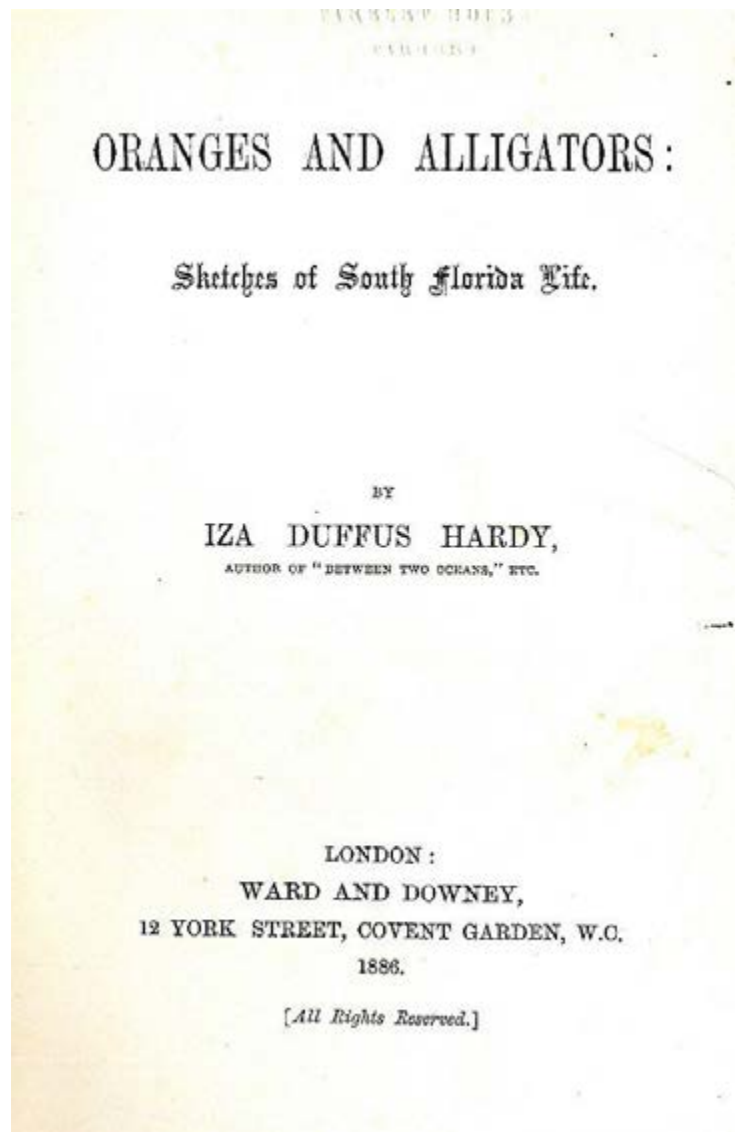 ORANGES AND ALLIGATORS:
Sketches of South Florida Life.
BY
IZA DUFFUS HARDY,
AUTHOR OF "BETWEEN TWO OCEANS," ETC.
LONDON:
WARD AND DOWNEY,
12 YORK STREET, COVENT GARDEN, W.C.
1886.
[All Rights Reserved.]